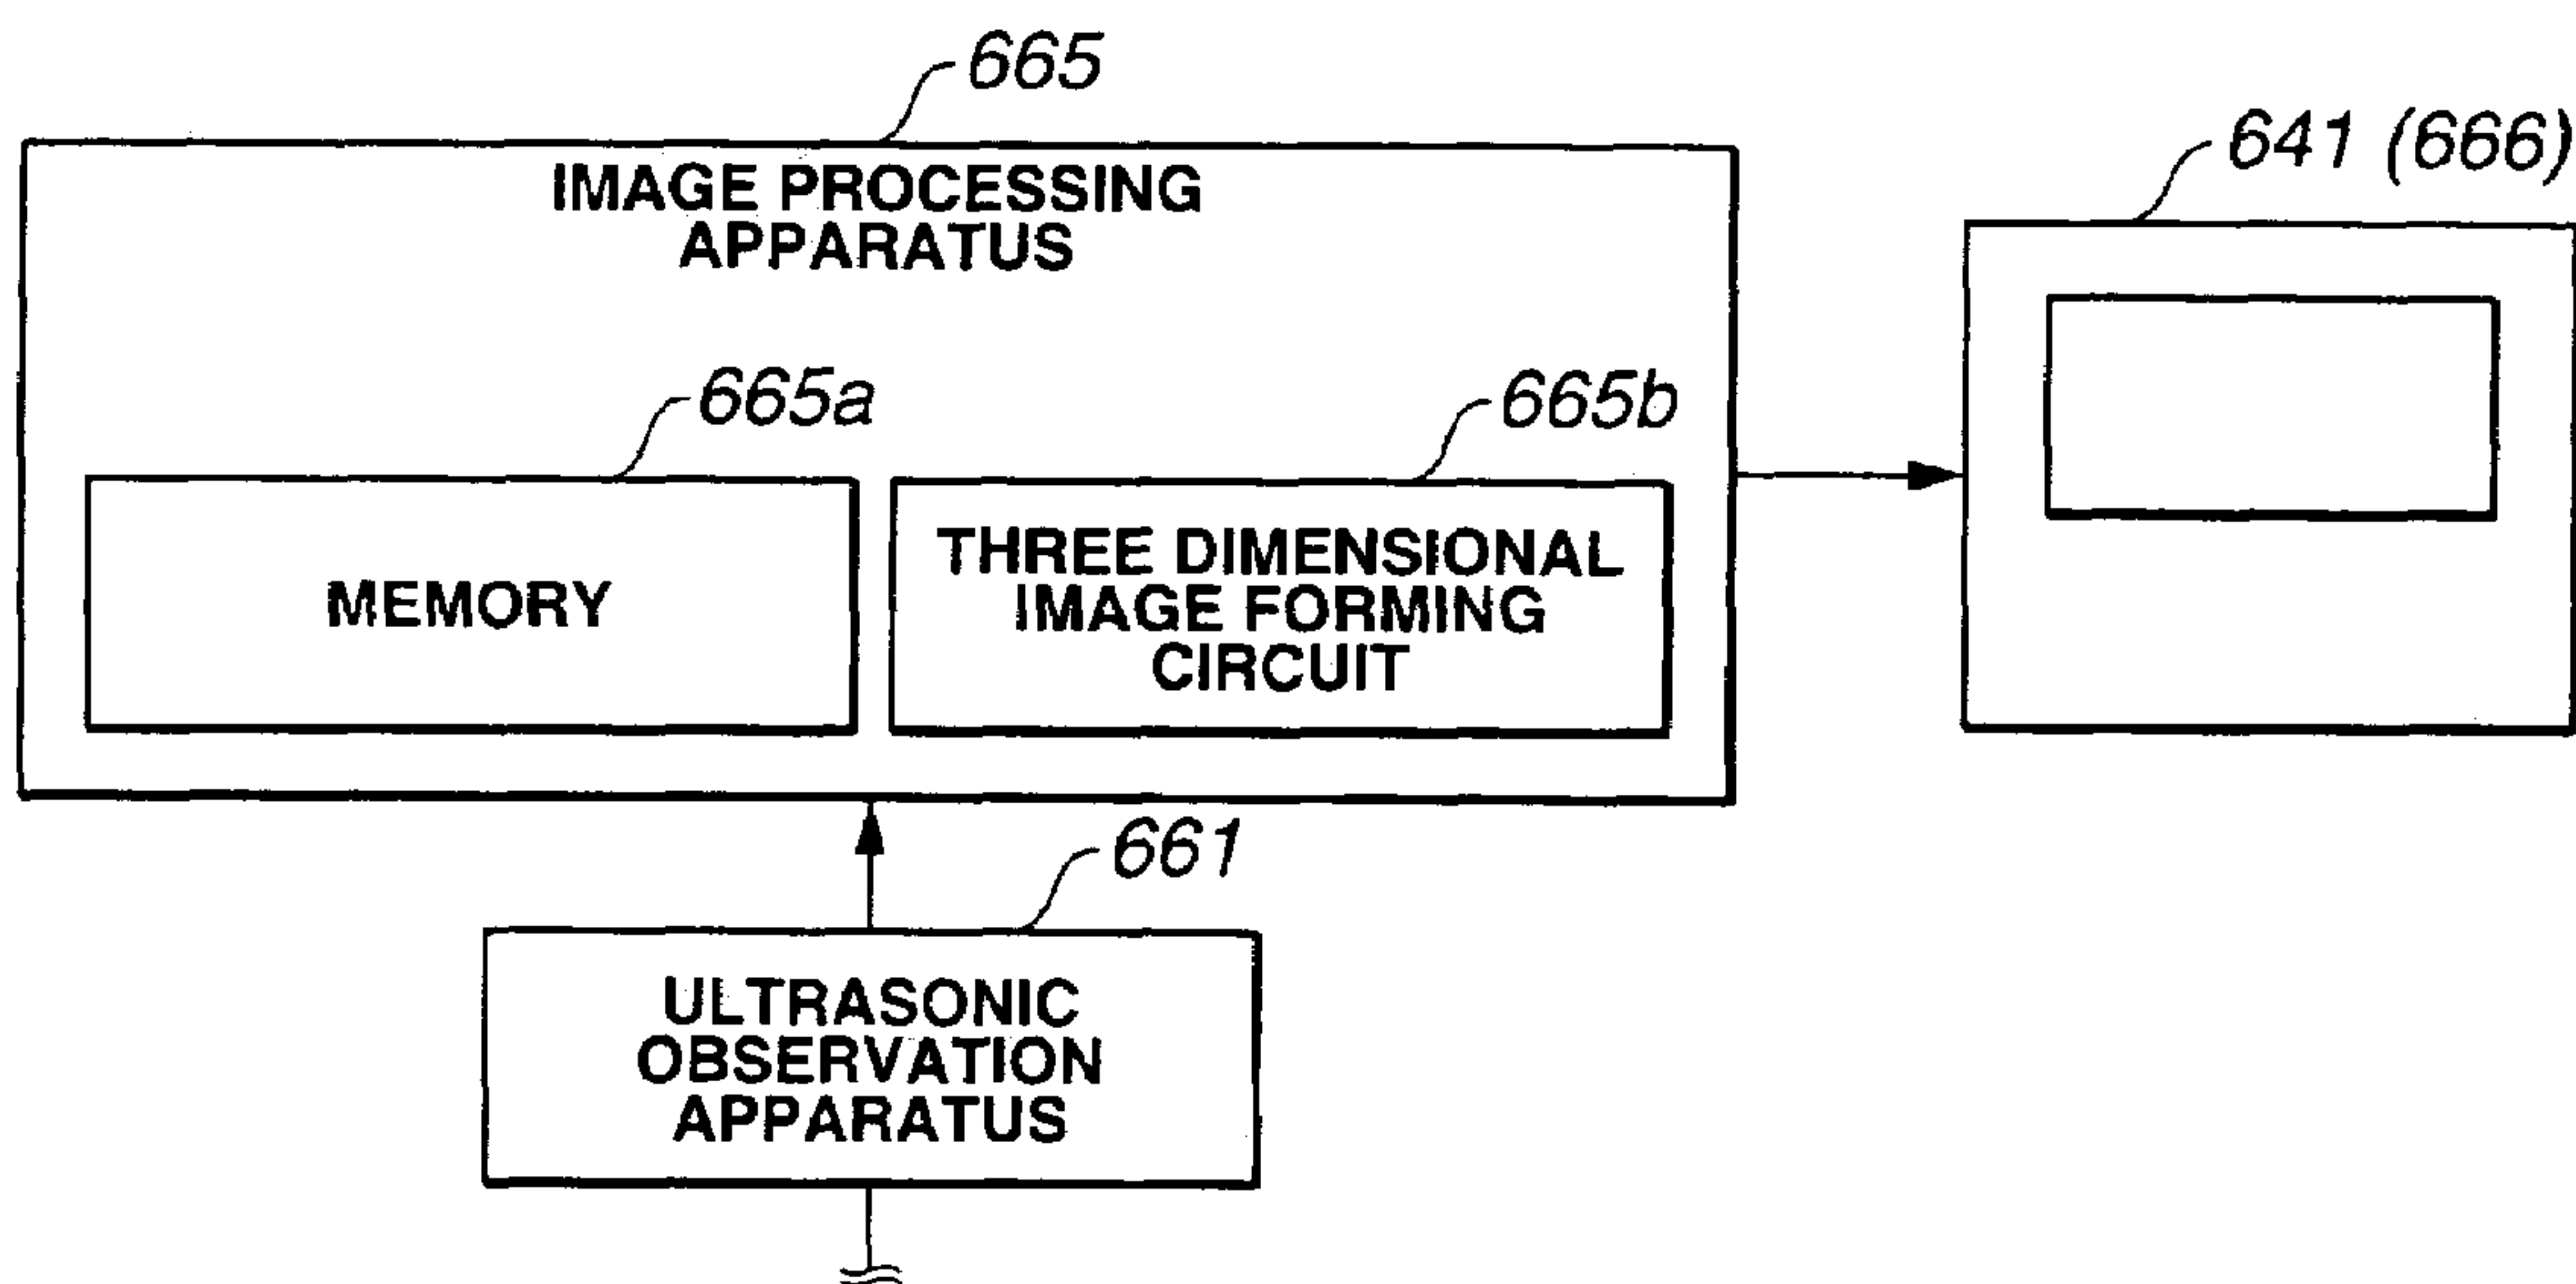 665
641 (666)
IMAGE PROCESSING
APPARATUS
665a
665b
MEMORY
THREE DIMENSIONAL
IMAGE FORMING
CIRCUIT
661
ULTRASONIC
OBSERVATION
APPARATUS